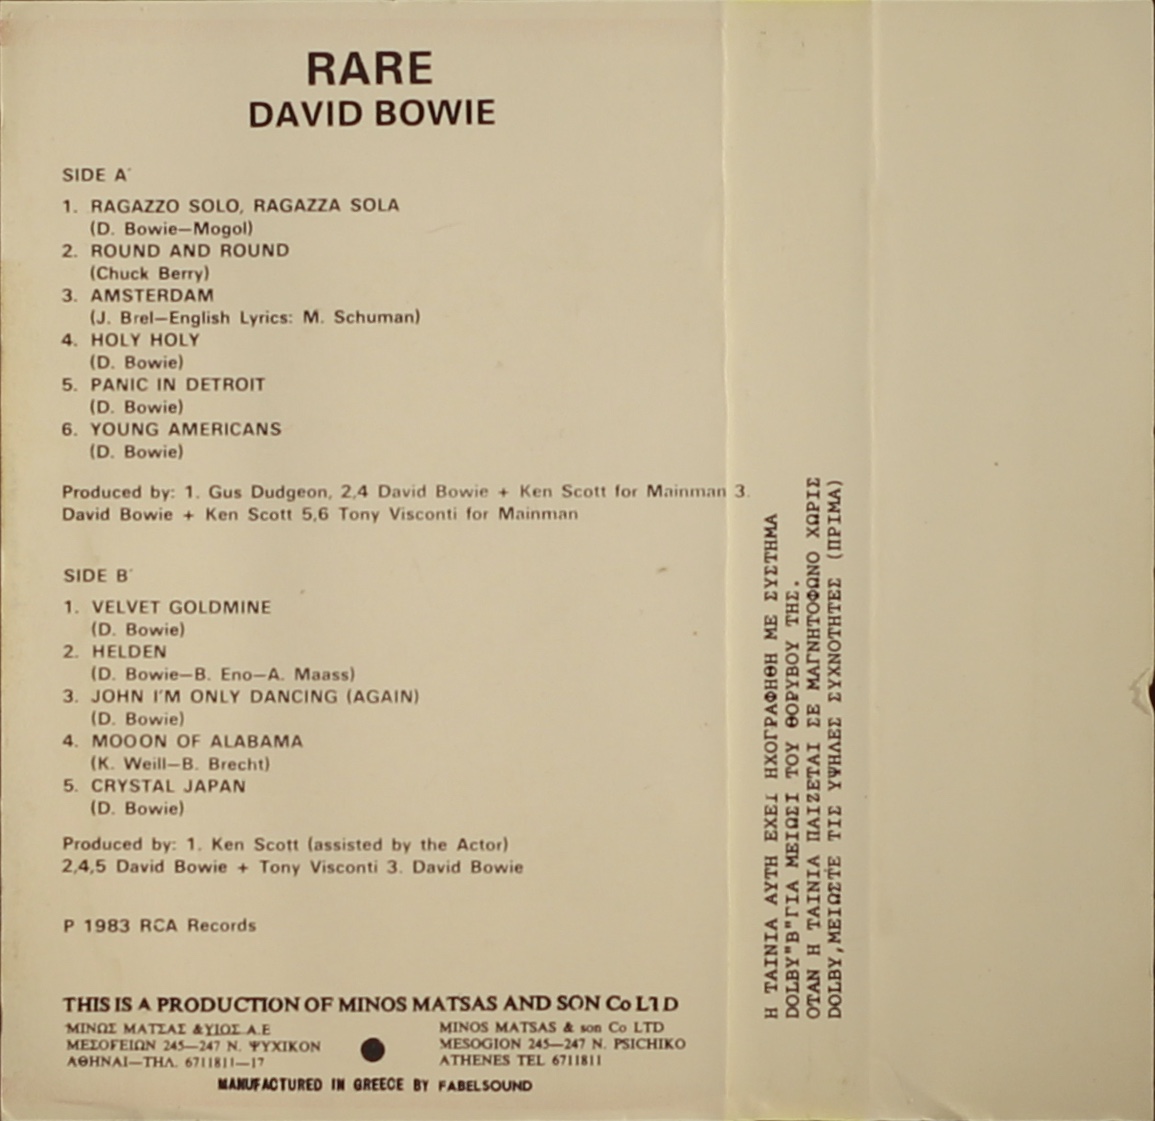 RARE
DAVID BOWIE
SIDE A'
1. RAGAZZO SOLO, RAGAZZA SOLA
(D. Bowie—Mogol)
2. ROUND AND ROUND
(Chuck Berry)
3. AMSTERDAM
(J. Brel—English Lyrics: M. Schuman)
4. HOLY HOLY
(D. Bowie)
5. PANIC IN DETROIT
(D. Bowie)
6. YOUNG AMERICANS
(D. Bowie)
Produced by: 1. Gus Dudgeon, 2,4 David Bowie + Ken Scott for Mainman 3.
David Bowie + Ken Scott 5,6 Tony Visconti for Mainman
SIDE B'
1. VELVET GOLDMINE
(D. Bowie)
2. HELDEN
(D. Bowie—B. Eno—A. Maass)
3. JOHN I'M ONLY DANCING (AGAIN)
(D. Bowie)
4. MOOON OF ALABAMA
(K. Weill—B. Brecht)
5. CRYSTAL JAPAN
(D. Bowie)
Produced by: 1. Ken Scott (assisted by the Actor)
2,4,5 David Bowie + Tony Visconti 3. David Bowie
P 1983 RCA Records
THIS IS A PRODUCTION OF MINOS MATSAS AND SON Co LTD
ΜΙΝΩΣ ΜΑΤΣΑΣ &ΥΙΟΣ Α.Ε
ΜΕΣΟΓΕΙΩΝ 245—247 Ν. ΨΥΧΙΚΟΝ
ΑΘΗΝΑΙ—ΤΗΛ. 6711811—17
MINOS MATSAS & son Co LTD
MESOGION 245—247 N. PSICHIKO
ATHENES TEL 6711811
MANUFACTURED IN GREECE BY FABELSOUND
Η ΤΑΙΝΙΑ ΑΥΤΗ ΕΧΕΙ ΗΧΟΓΡΑΦΗΘΗ ΜΕ ΣΥΣΤΗΜΑ
DOLBY"B"ΓΙΑ ΜΕΙΩΣΙ ΤΟΥ ΘΟΡΥΒΟΥ ΤΗΣ.
ΟΤΑΝ Η ΤΑΙΝΙΑ ΠΑΙΖΕΤΑΙ ΣΕ ΜΑΓΝΗΤΟΦΩΝΟ ΧΩΡΙΣ
DOLBY,ΜΕΙΩΣΤΕ ΤΙΣ ΥΨΗΛΕΣ ΣΥΧΝΟΤΗΤΕΣ (ΠΡΙΜΑ)